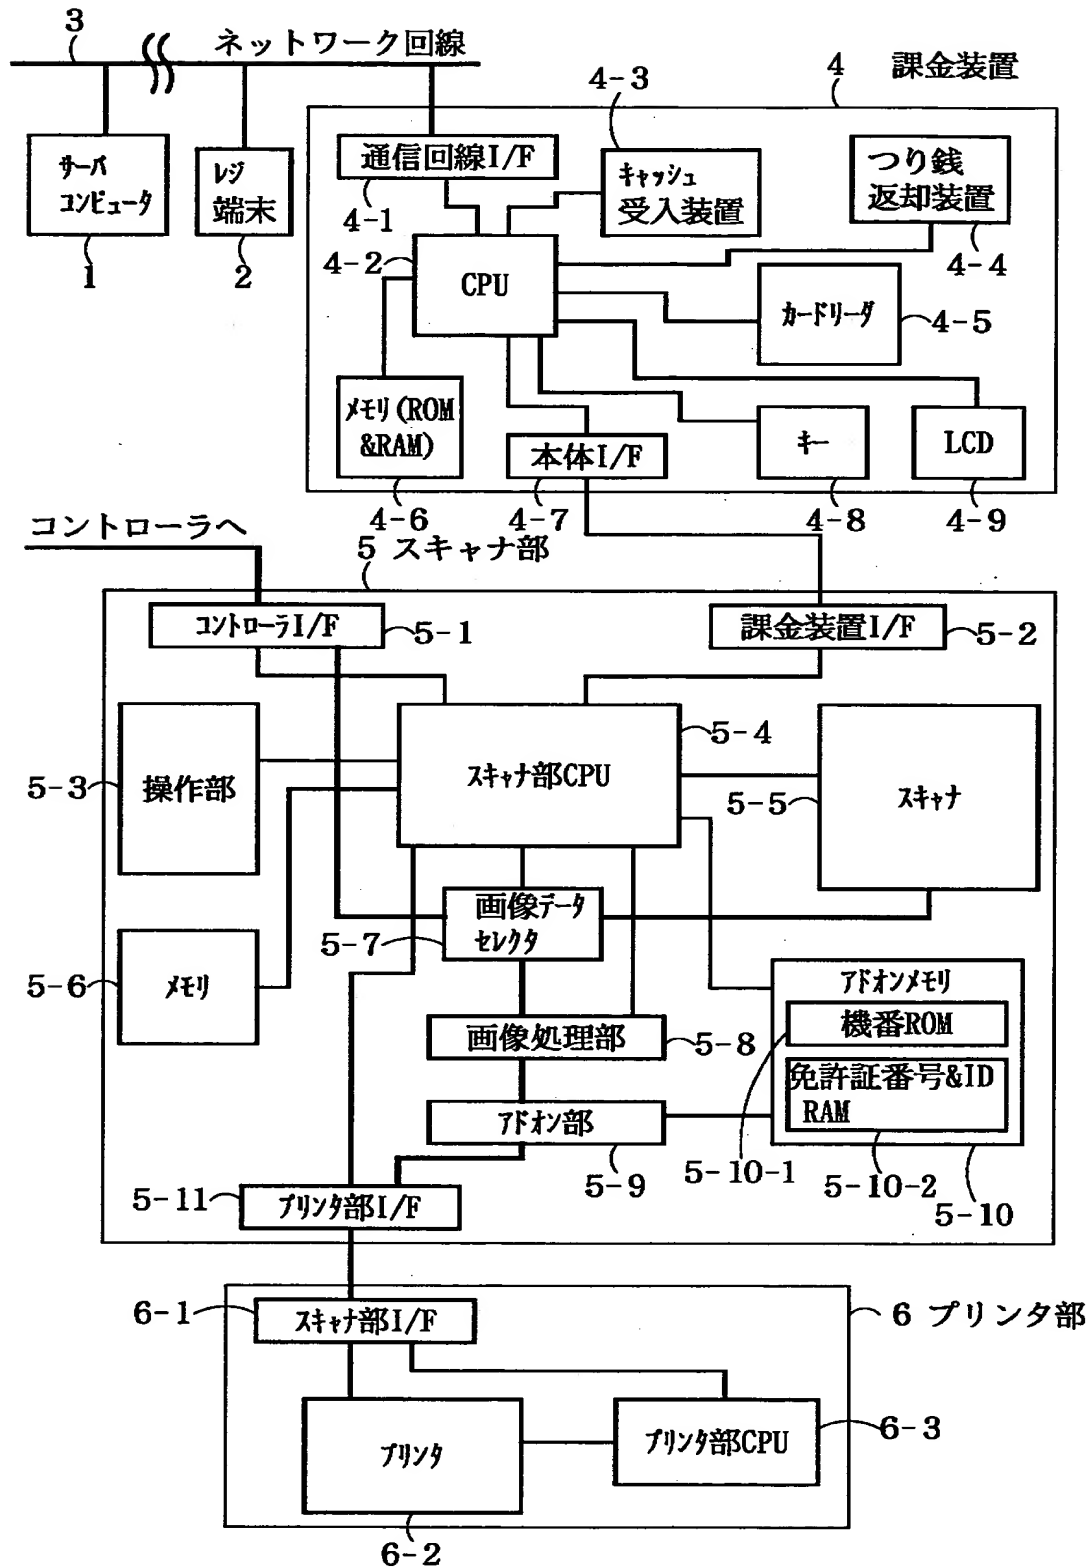 3
ネットワーク回線
サーバ
コンピュータ
1
レジ
端末
2
4 課金装置
通信回線I/F
4-1
4-3
キャッシュ
受入装置
つり銭
返却装置
4-4
4-2
CPU
カードリーダ
4-5
メモリ(ROM
&RAM)
4-6
本体I/F
4-7
キー
4-8
LCD
4-9
コントローラへ
5 スキャナ部
コントローラI/F
5-1
課金装置I/F
5-2
5-3
操作部
スキャナ部CPU
5-4
5-5
スキャナ
5-6
メモリ
画像データ
セレクタ
5-7
画像処理部
5-8
アドオン部
5-9
アドオンメモリ
機番ROM
免許証番号&ID
RAM
5-10-1
5-10-2
5-10
5-11
プリンタ部I/F
6-1
スキャナ部I/F
6 プリンタ部
プリンタ
6-2
プリンタ部CPU
6-3